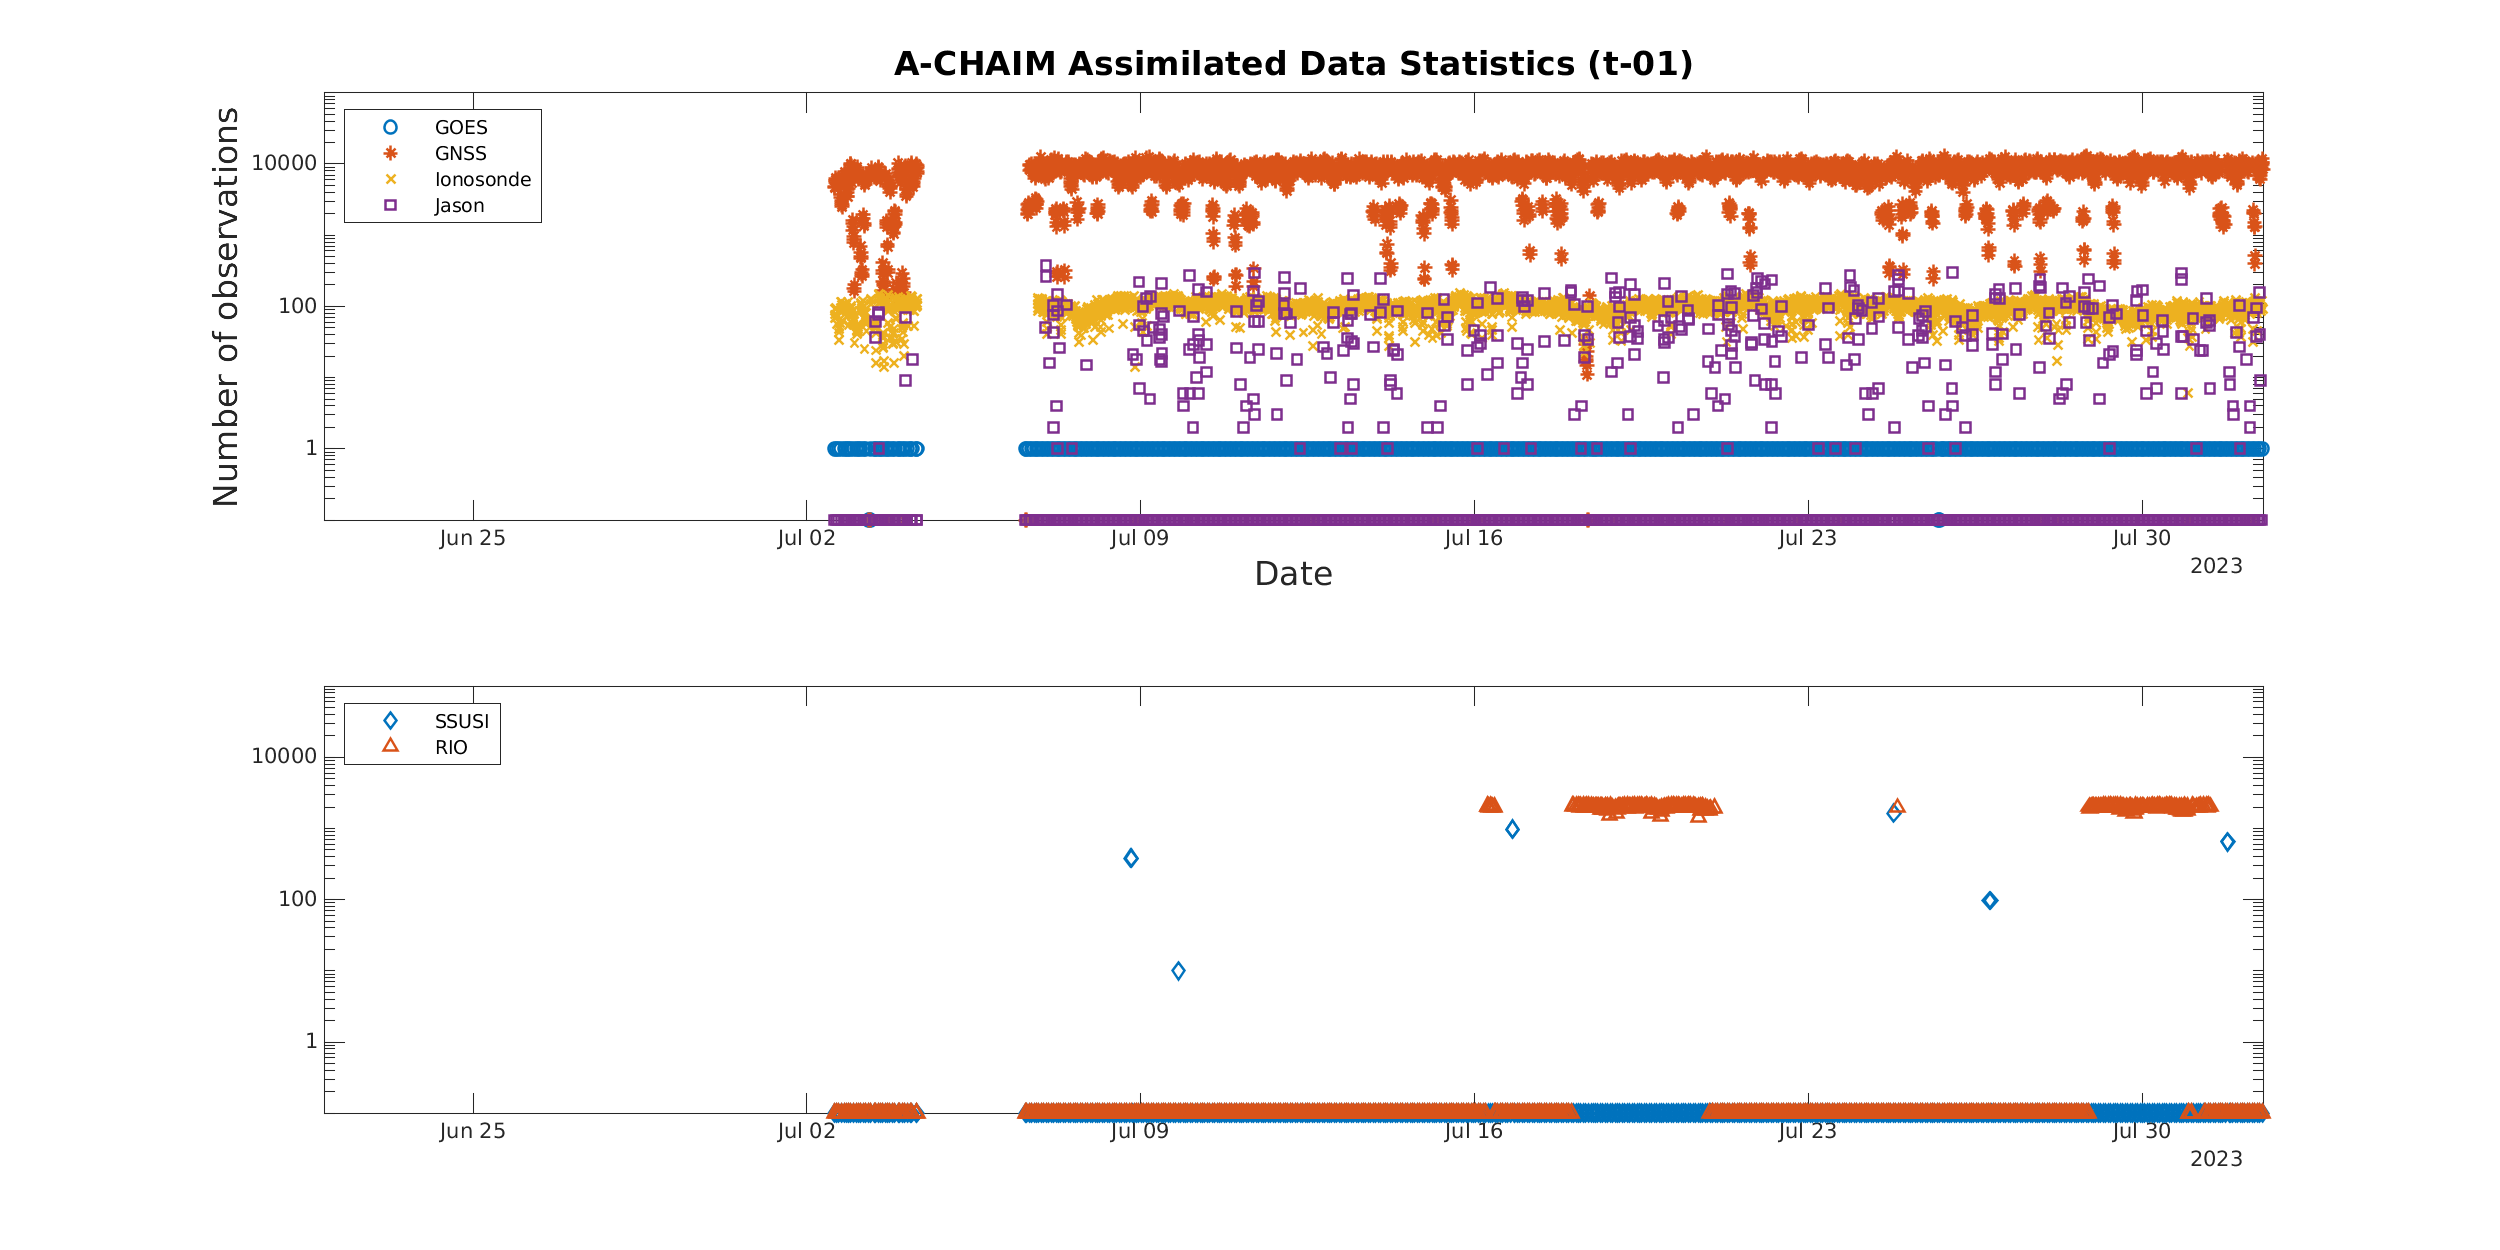 A-CHAIM Assimilated Data Statistics (t-01)
Number of observations
10000
100
1
GOES
GNSS
Ionosonde
Jason
Jun 25
Jul 02
Jul 09
Jul 16
Jul 23
Jul 30
2023
Date
10000
100
1
SSUSI
RIO
Jun 25
Jul 02
Jul 09
Jul 16
Jul 23
Jul 30
2023